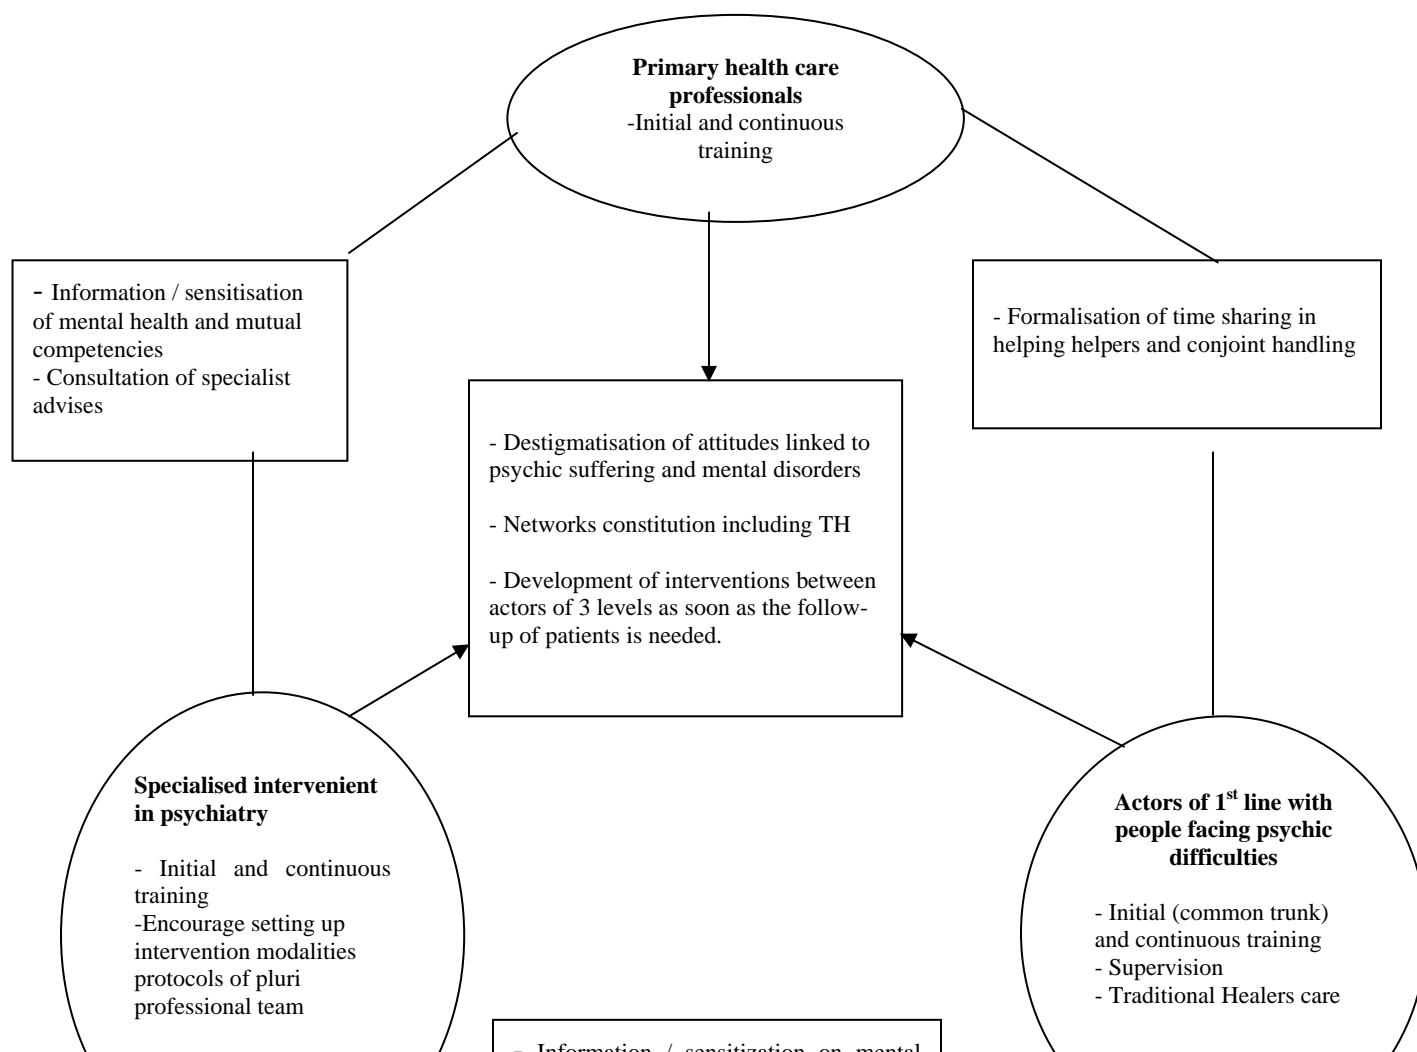 Primary health care
professionals
-Initial and continuous
training
- Information / sensitisation
of mental health and mutual
competencies
- Consultation of specialist
advises
- Formalisation of time sharing in
helping helpers and conjoint handling
- Destigmatisation of attitudes linked to
psychic suffering and mental disorders
- Networks constitution including TH
- Development of interventions between
actors of 3 levels as soon as the follow-
up of patients is needed.
Specialised intervenient
in psychiatry
- Initial and continuous
training
-Encourage setting up
intervention modalities
protocols of pluri
professional team
Actors of 1st line with
people facing psychic
difficulties
- Initial (common trunk)
and continuous training
- Supervision
- Traditional Healers care
- Information / sensitization on mental